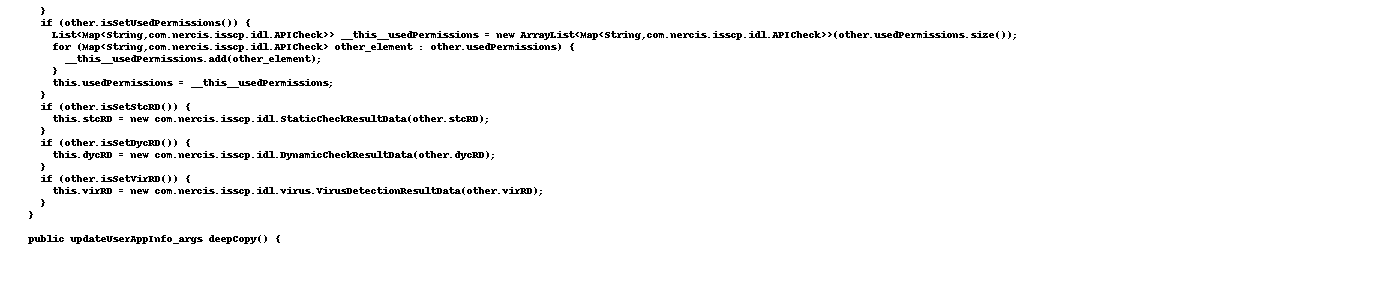 }
if (other.isSetUsedPermissions()) {
List<Map<String,com.nercis.isscp.idl.APICheck>> __this__usedPermissions = new ArrayList<Map<String,com.nercis.isscp.idl.APICheck>>(other.usedPermissions.size());
for (Map<String,com.nercis.isscp.idl.APICheck> other_element : other.usedPermissions) {
__this__usedPermissions.add(other_element);
}
this.usedPermissions = __this__usedPermissions;
}
if (other.isSetStcRD()) {
this.stcRD = new com.nercis.isscp.idl.StaticCheckResultData(other.stcRD);
}
if (other.isSetDycRD()) {
this.dycRD = new com.nercis.isscp.idl.DynamicCheckResultData(other.dycRD);
}
if (other.isSetVirRD()) {
this.virRD = new com.nercis.isscp.idl.virus.VirusDetectionResultData(other.virRD);
}
}
public updateUserAppInfo_args deepCopy() {